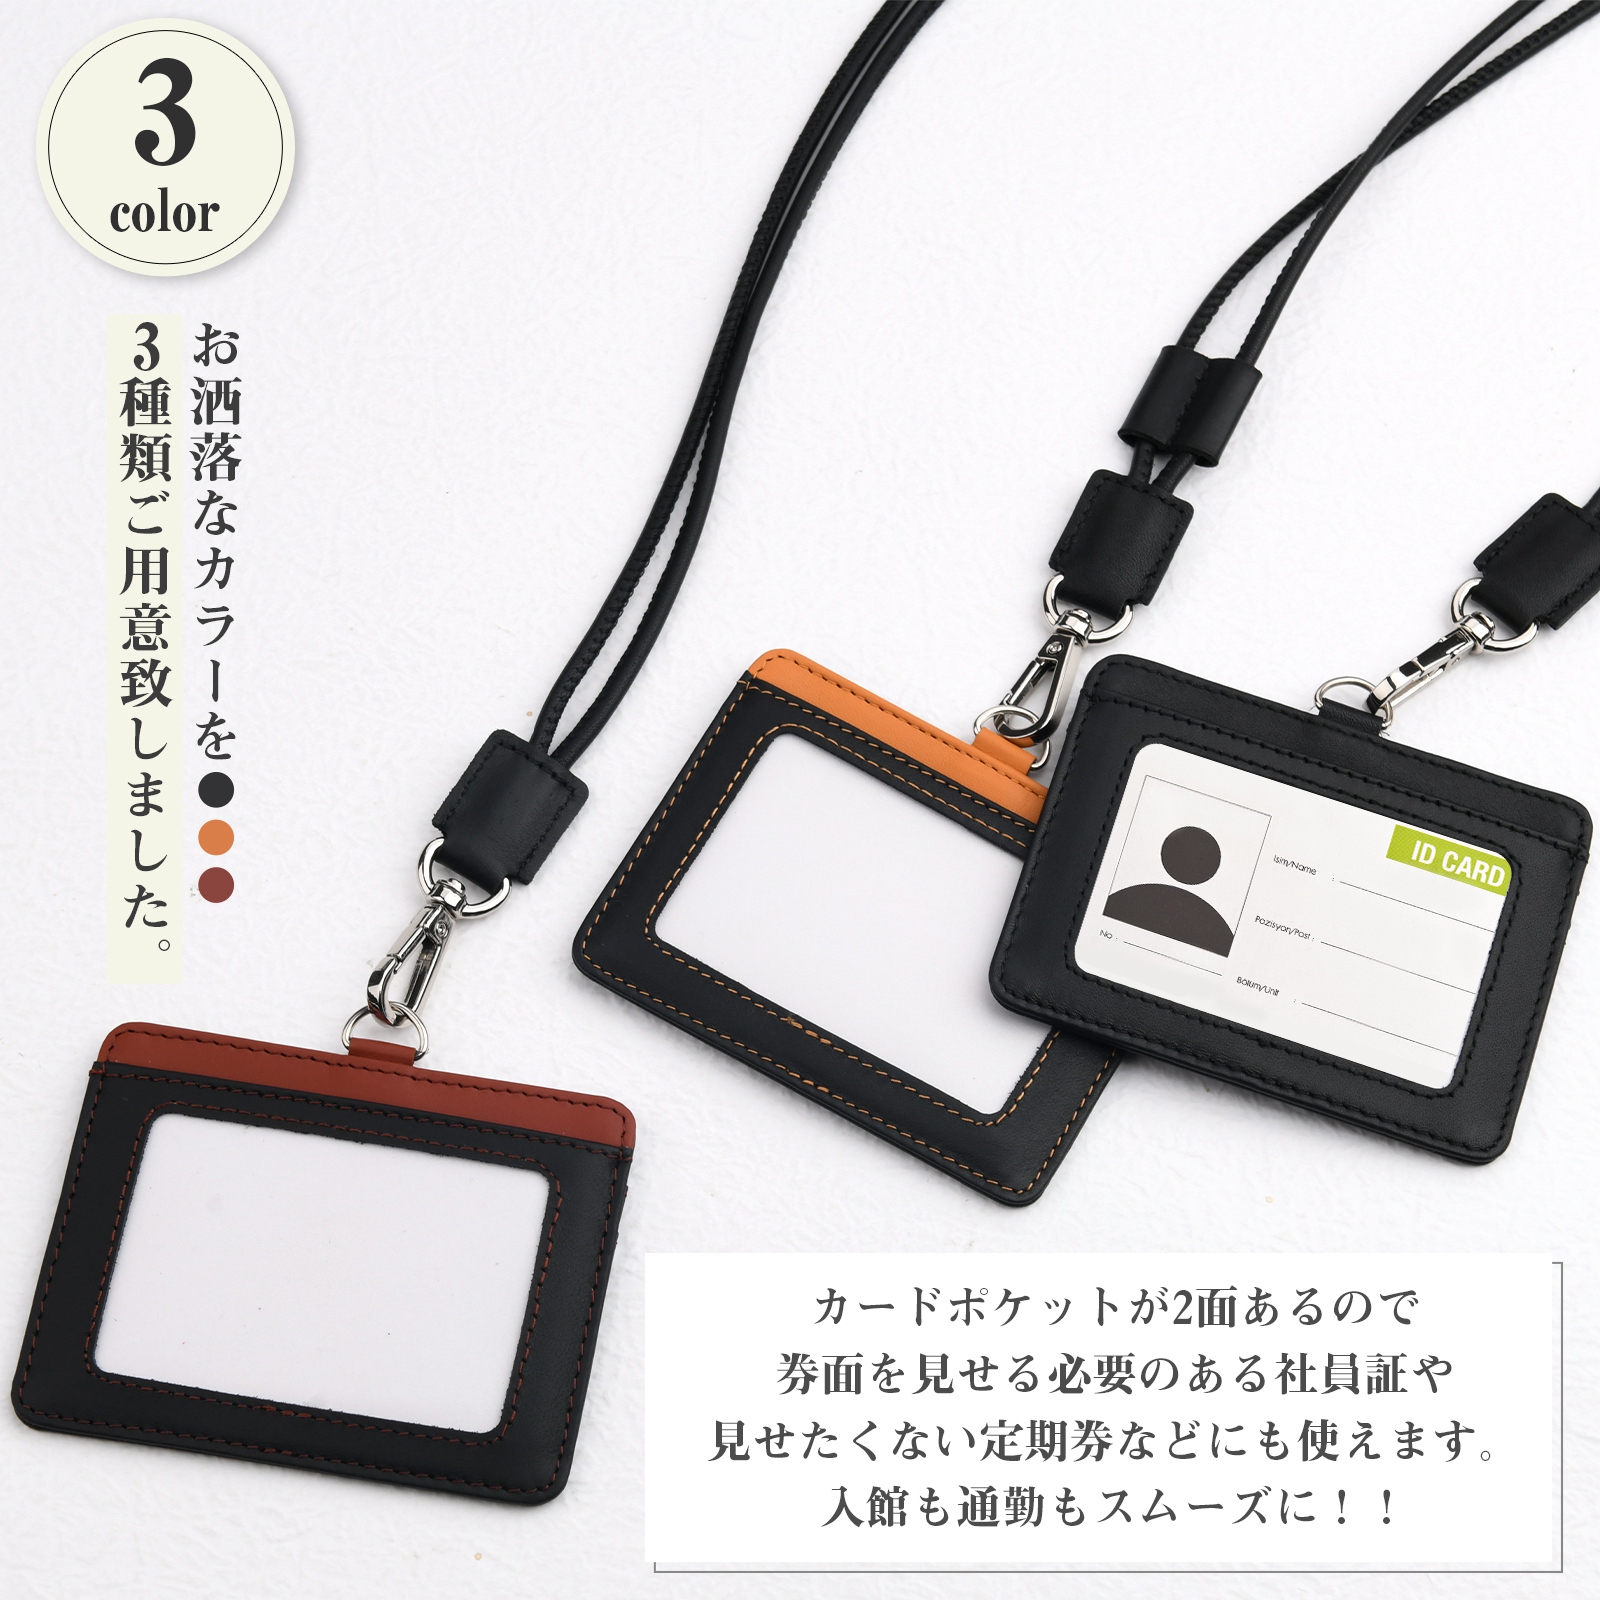 3
color
お洒落なカラーを
3種類ご用意致しました。
ID CARD
Isim/Name :
Pozisyon/Post :
No :
Bolum/Unit :
カードポケットが2面あるので
券面を見せる必要のある社員証や
見せたくない定期券などにも使えます。
入館も通勤もスムーズに！！